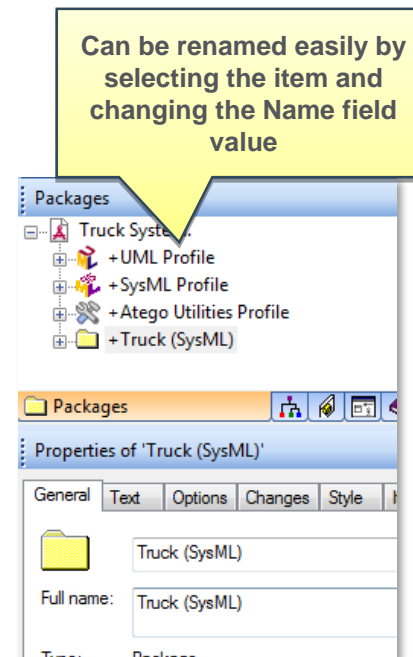 Can be renamed easily by
selecting the item and
changing the Name field
value
Packages
Truck Syst
+UML Profile
+SysML Profile
+Atego Utilities Profile
+Truck (SysML)
Packages
Properties of 'Truck (SysML)'
General Text Options Changes Style
Truck (SysML)
Full name: Truck (SysML)
Type: Package